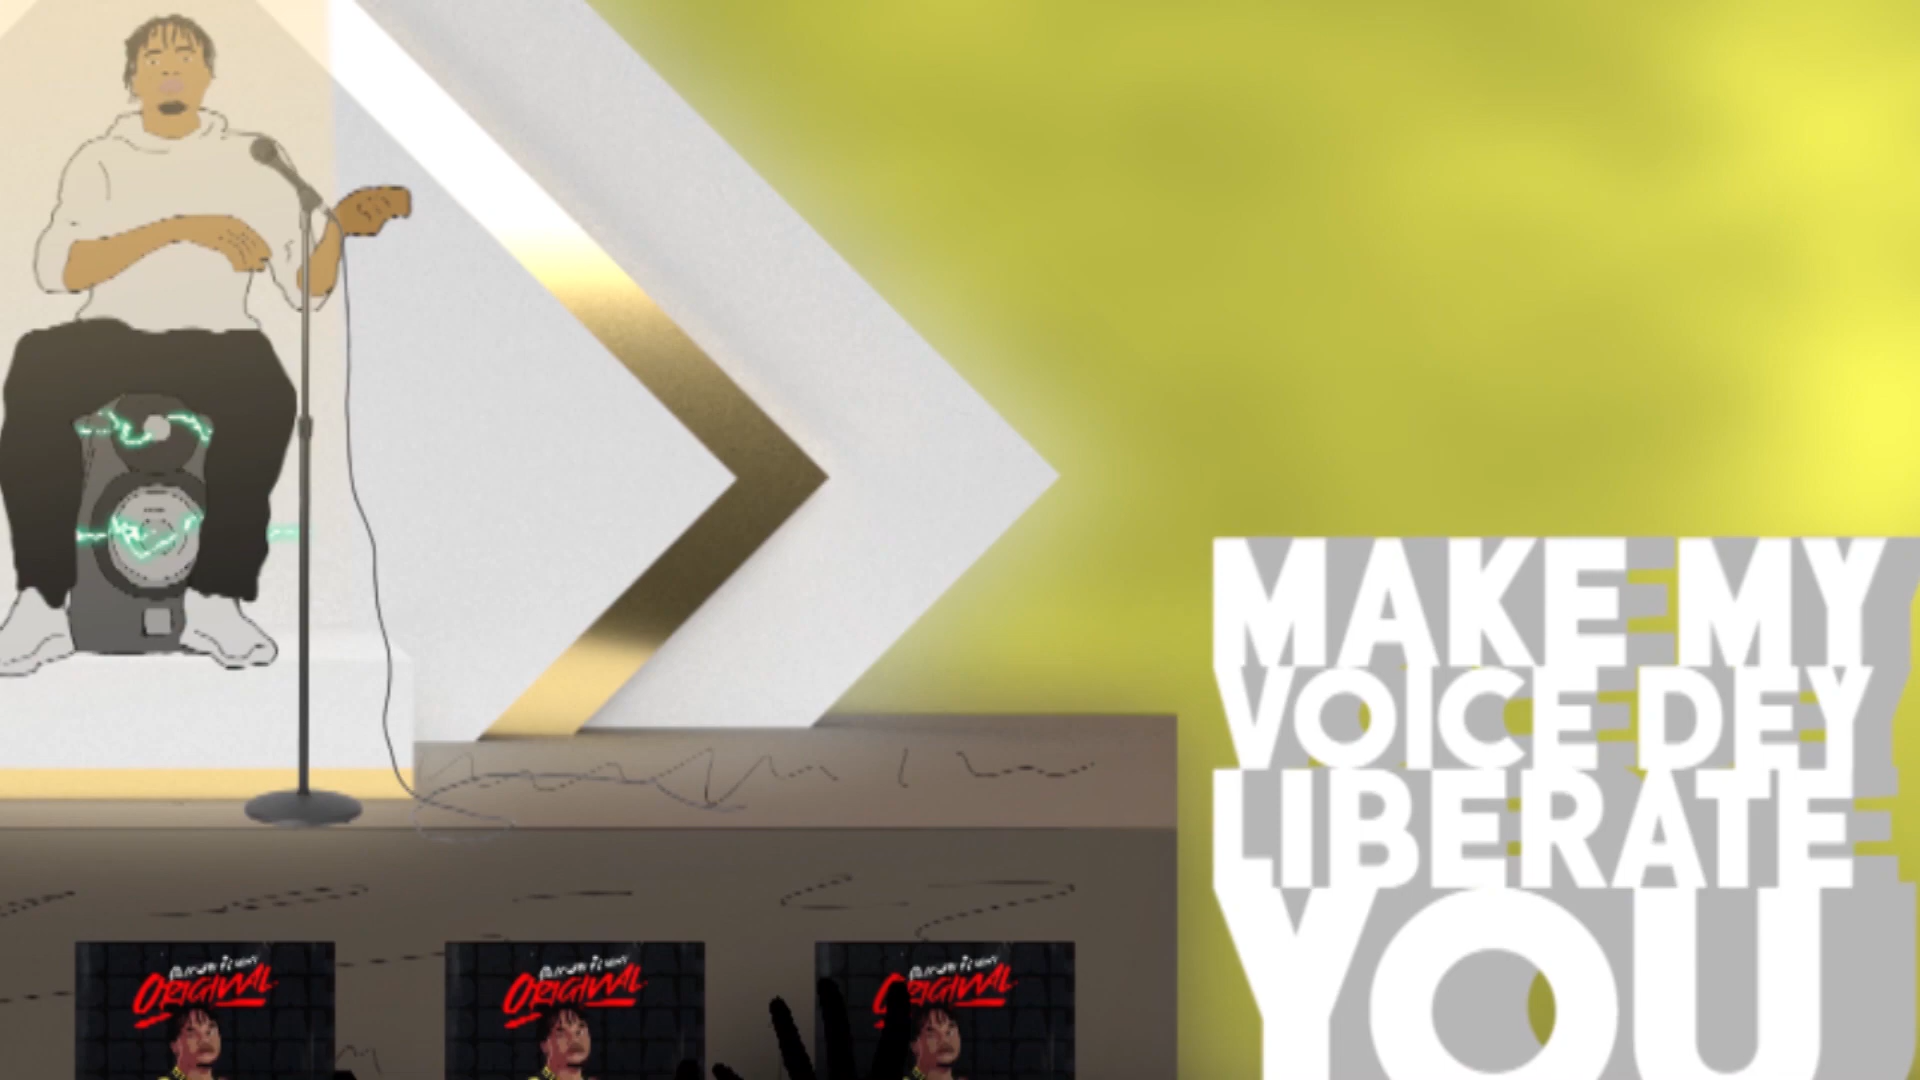 MAKE MY
VOICE DEY
LIBERATE
YOU
ORIGINAL
ORIGINAL
ORIGINAL